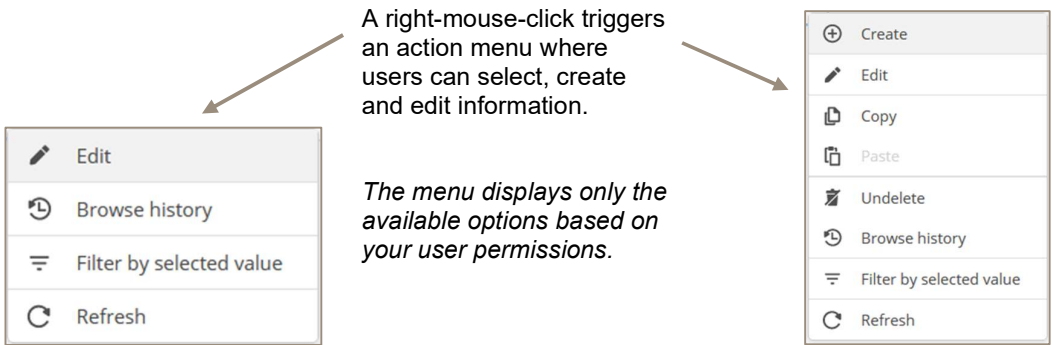 A right-mouse-click triggers
an action menu where
users can select, create
and edit information.
The menu displays only the
available options based on
your user permissions.
Edit
Browse history
Filter by selected value
Refresh
Create
Edit
Copy
Paste
Undelete
Browse history
Filter by selected value
Refresh